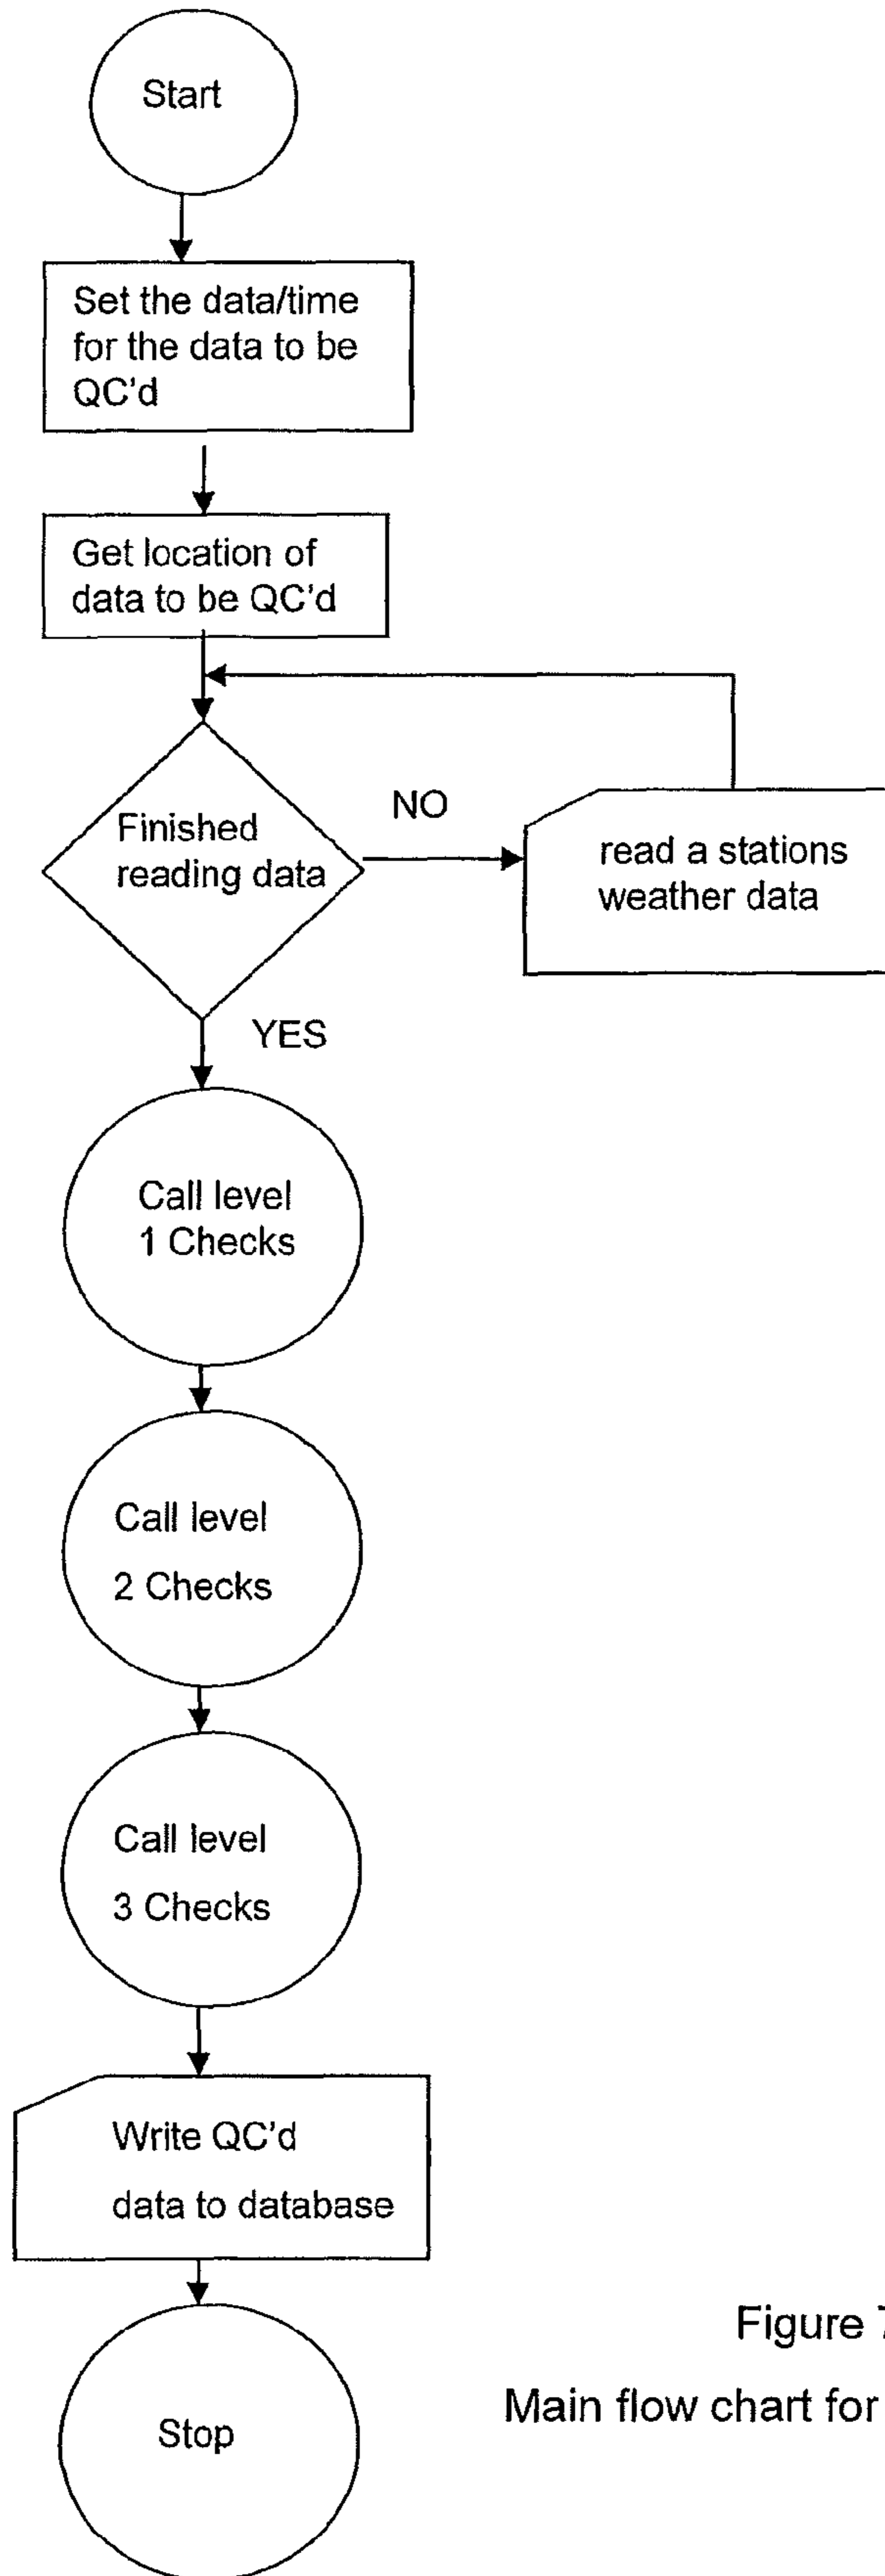 Start
Set the data/time
for the data to be
QC'd
Get location of
data to be QC'd
Finished
reading data
NO
read a stations
weather data
YES
Call level
1 Checks
Call level
2 Checks
Call level
3 Checks
Write QC'd
data to database
Stop
Figure 7
Main flow chart for